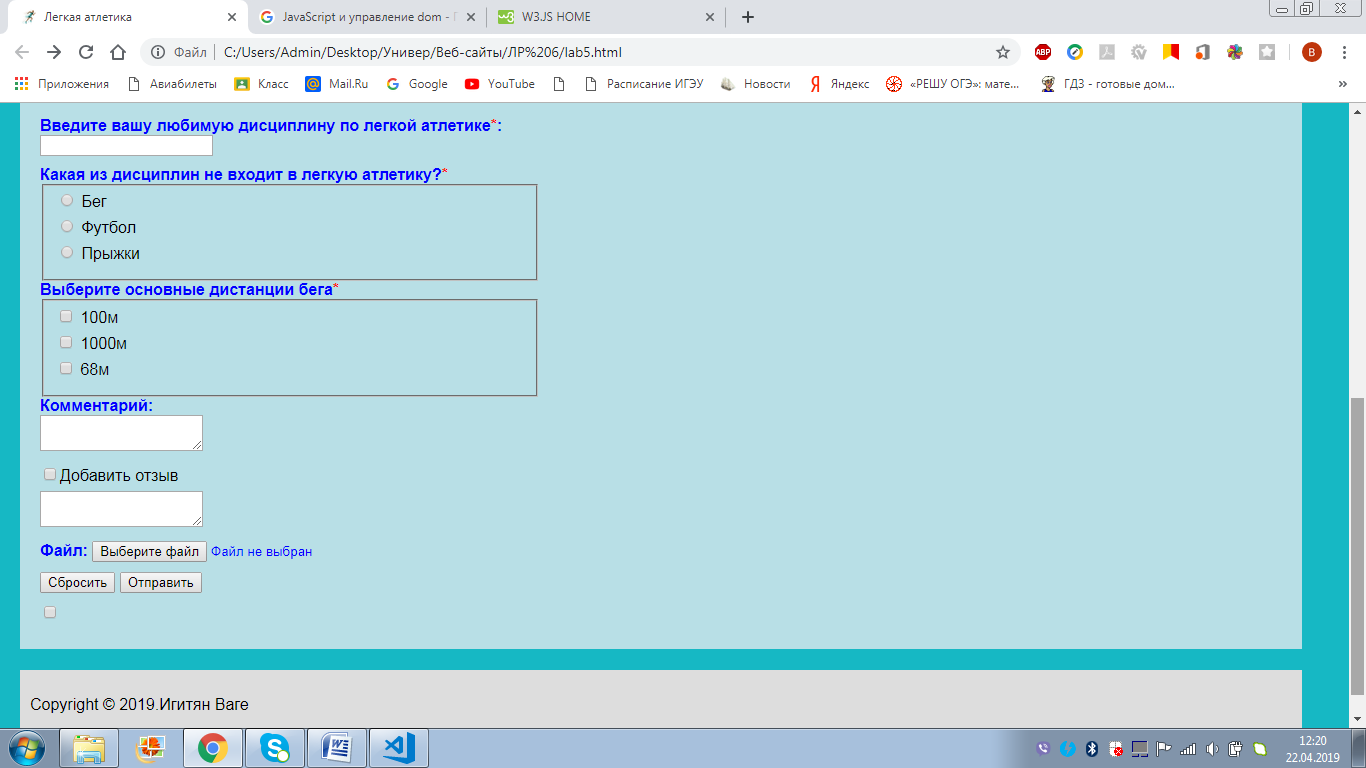 Легкая атлетика
JavaScript и управление dom - 
W3.JS HOME
Файл C:/Users/Admin/Desktop/Универ/Веб-сайты/ЛР%206/lab5.html
ABP
B
Приложения Авиабилеты Класс Mail.Ru Google YouTube Расписание ИГЭУ Новости Яндекс «РЕШУ ОГЭ»: мате... ГДЗ - готовые дом... »
Введите вашу любимую дисциплину по легкой атлетике*:
Какая из дисциплин не входит в легкую атлетику?*
Бег
Футбол
Прыжки
Выберите основные дистанции бега*
100м
1000м
68м
Комментарий:
Добавить отзыв
Файл: Выберите файл Файл не выбран
Сбросить Отправить
Copyright © 2019.Игитян Ваге
12:20
22.04.2019